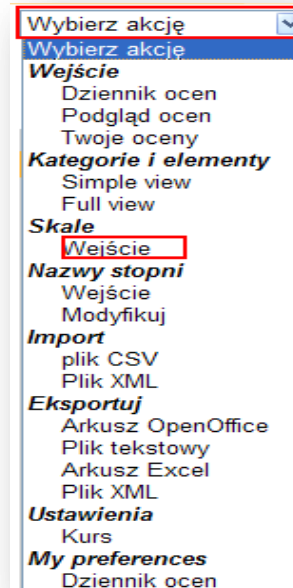 Wybierz akcję
Wybierz akcję
Wejście
Dziennik ocen
Podgląd ocen
Twoje oceny
Kategorie i elementy
Simple view
Full view
Skale
Wejście
Nazwy stopni
Wejście
Modyfikuj
Import
plik CSV
Plik XML
Eksportuj
Arkusz OpenOffice
Plik tekstowy
Arkusz Excel
Plik XML
Ustawienia
Kurs
My preferences
Dziennik ocen